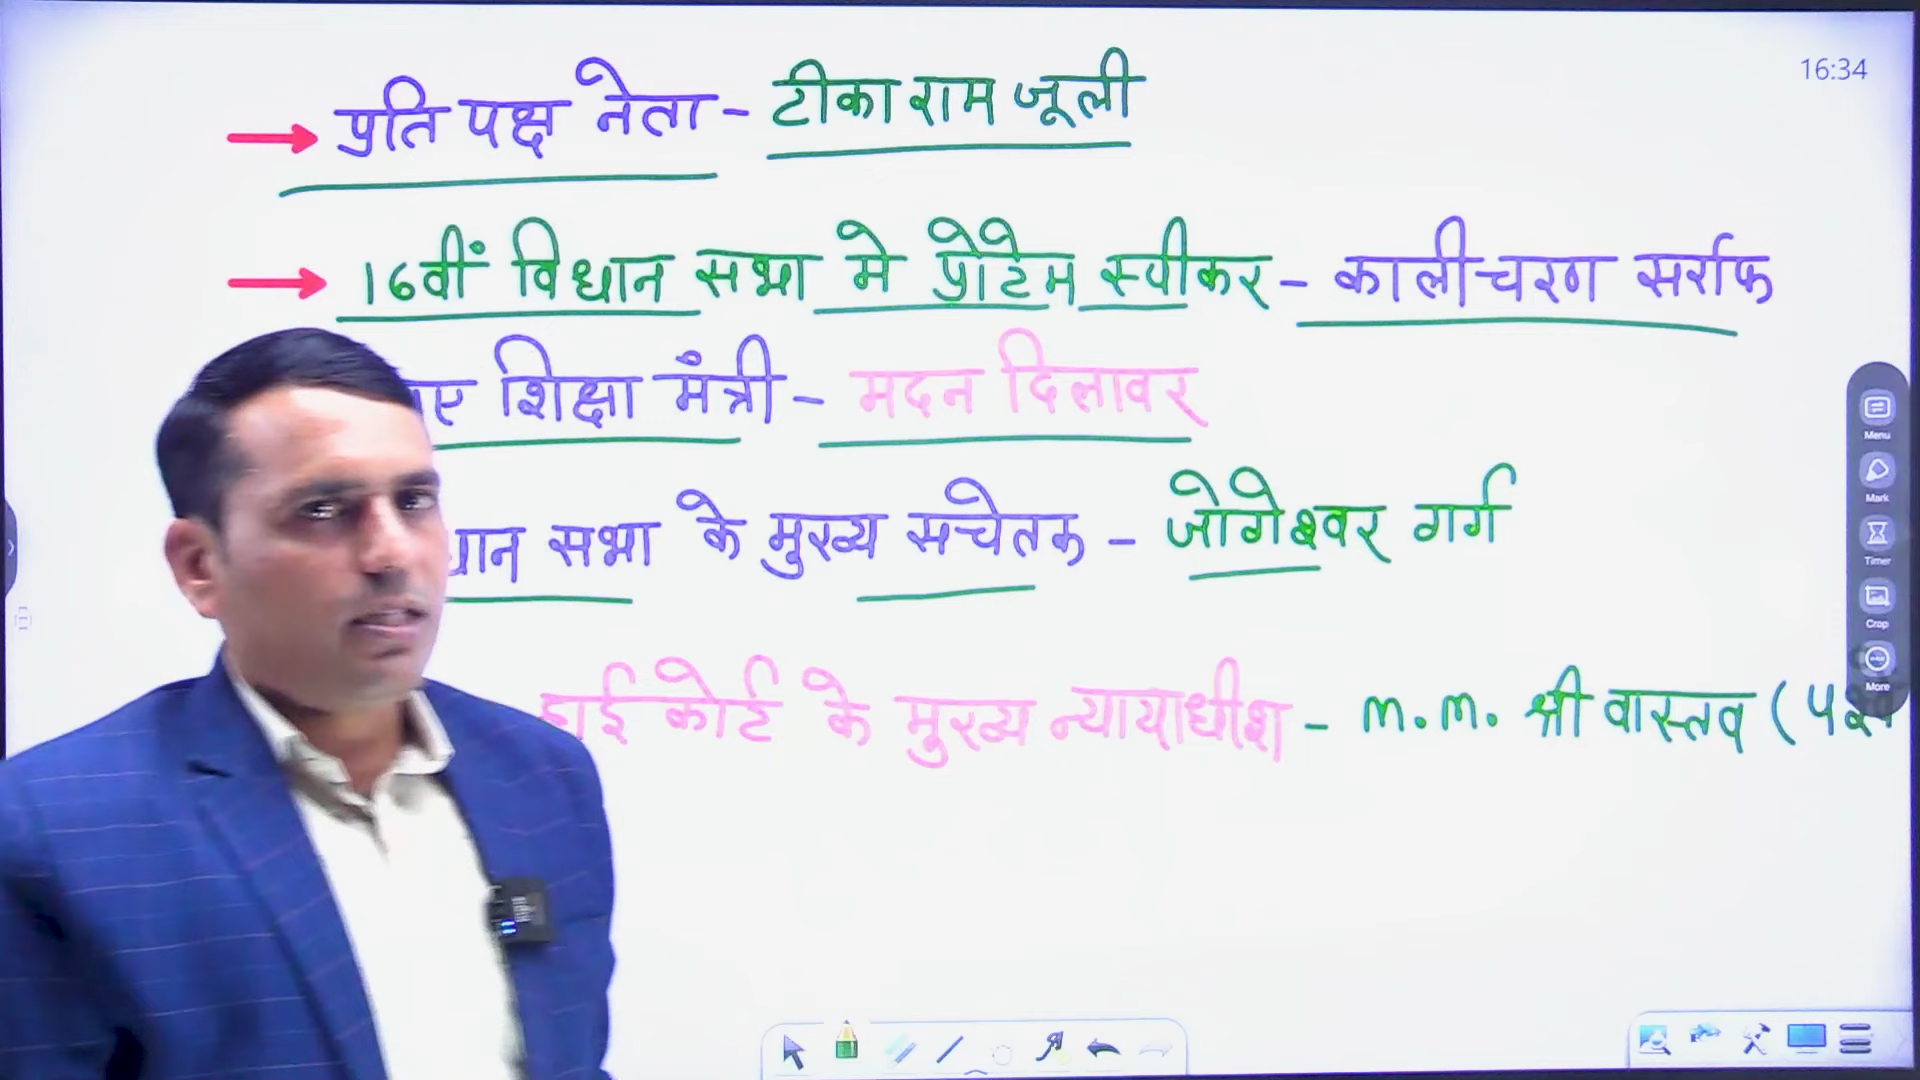 16:34
प्रति पक्ष नेता - टीका राम जूली
16वीं विधान सभा मे प्रोटेम स्पीकर - कालीचरण सर्राफ
शिक्षा मंत्री - मदन दिलावर
सभा के मुख्य सचेतक - जोगेश्वर गर्ग
हाई कोर्ट के मुख्य न्यायाधीश - m.m. श्री वास्तव (
Menu
Mark
Timer
Crop
More